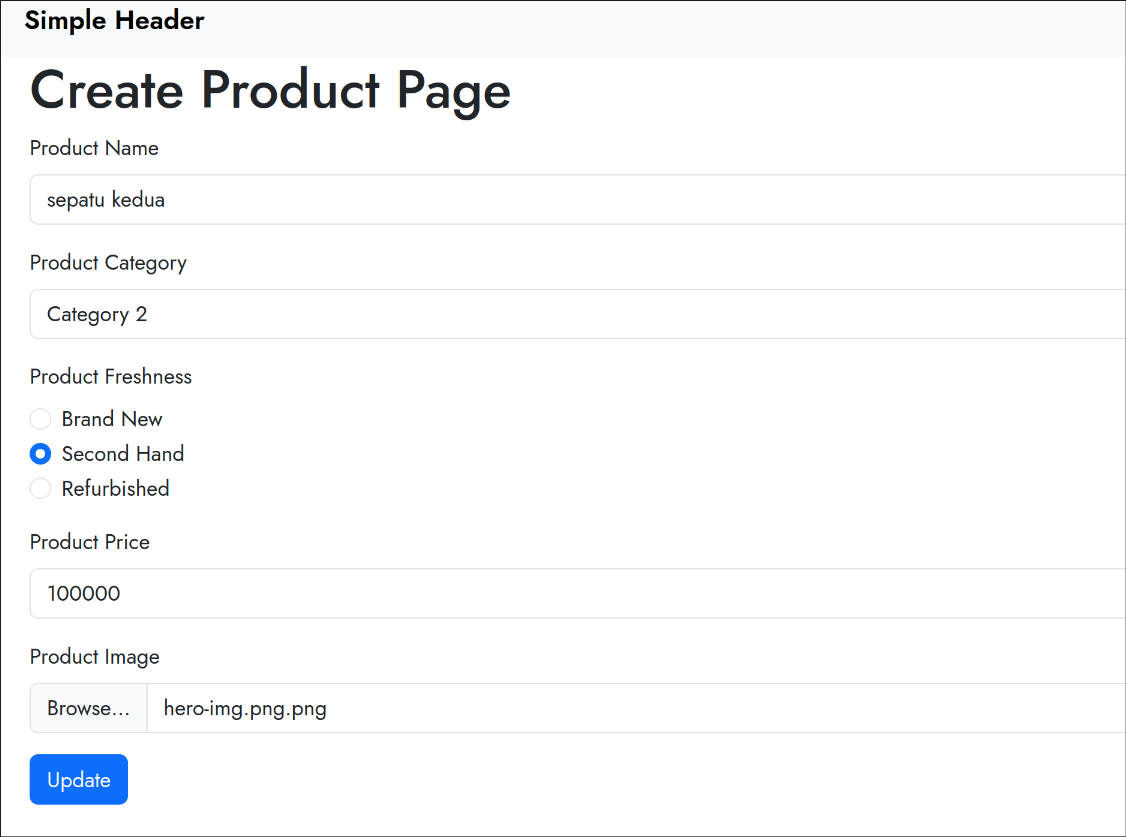 Simple Header
Create Product Page
Product Name
sepatu kedua
Product Category
Category 2
Product Freshness
Brand New
Second Hand
Refurbished
Product Price
100000
Product Image
Browse... hero-img.png.png
Update